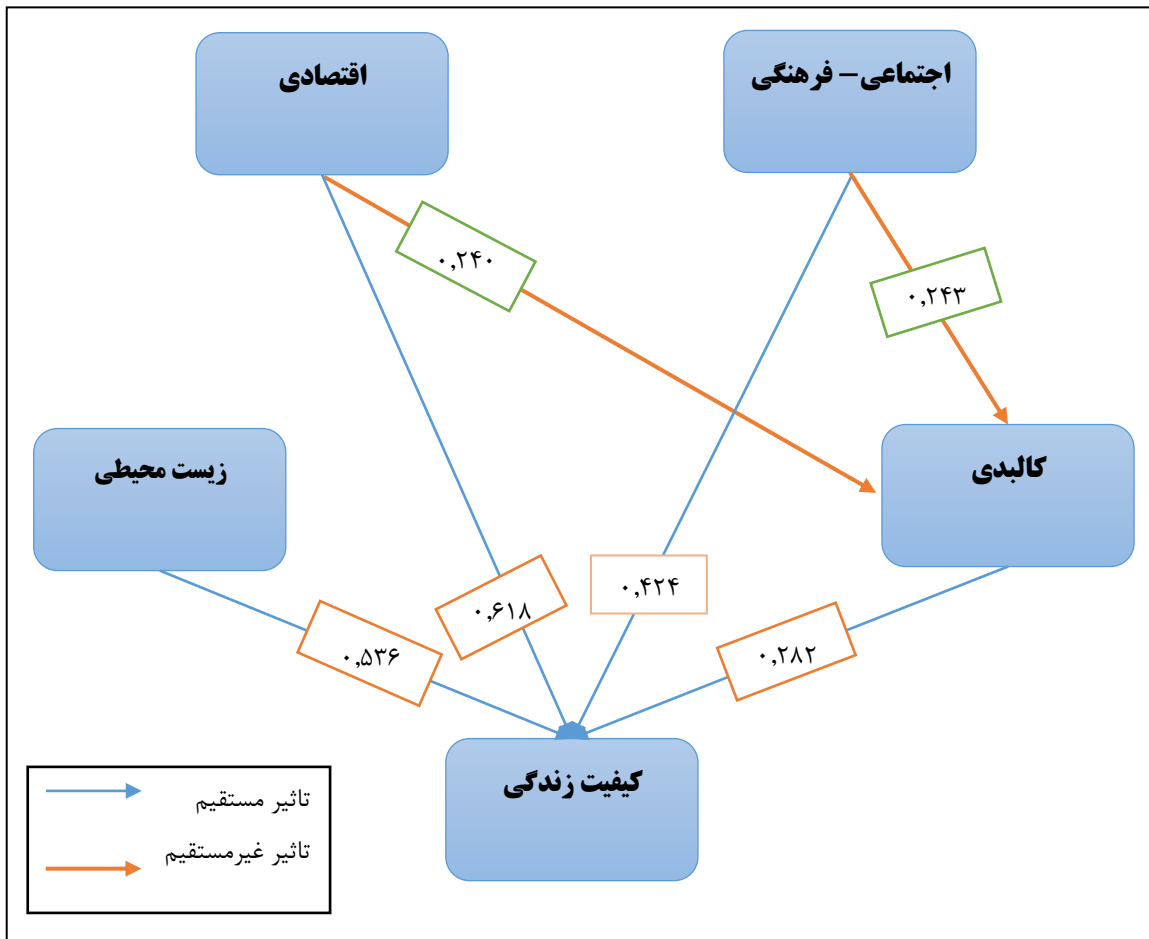 اجتماعی – فرهنگی
اقتصادی
۰,۲۴۰
۰,۲۴۳
کالبدی
زیست محیطی
۰,۴۲۴
۰,۶۱۸
۰,۲۸۲
۰,۵۳۶
کیفیت زندگی
تاثیر مستقیم
تاثیر غیرمستقیم